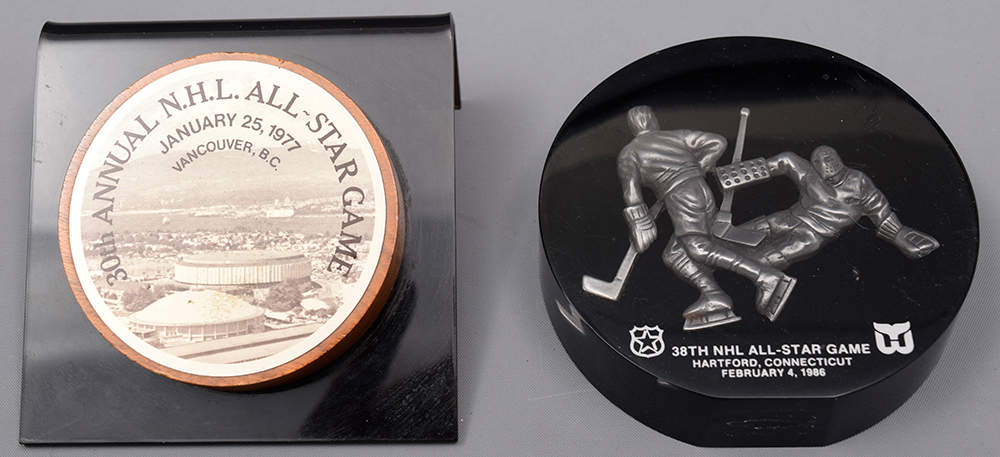 30th ANNUAL N.H.L. ALL-STAR GAME
JANUARY 25, 1977
VANCOUVER, B.C.
38TH NHL ALL-STAR GAME
HARTFORD, CONNECTICUT
FEBRUARY 4, 1986